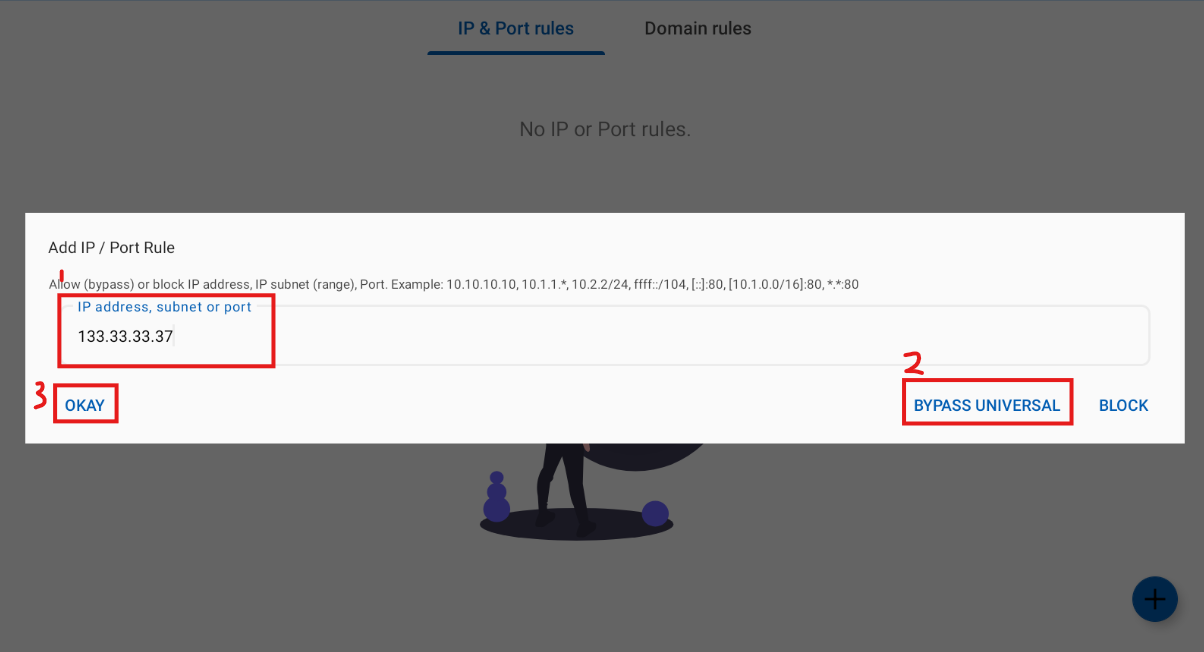 IP & Port rules Domain rules
No IP or Port rules.
Add IP / Port Rule
1
Allow (bypass) or block IP address, IP subnet (range), Port. Example: 10.10.10.10, 10.1.1.*, 10.2.2/24, ffff::/104, [::]:80, [10.1.0.0/16]:80, *.*:80
IP address, subnet or port
133.33.33.37
2
3
OKAY BYPASS UNIVERSAL BLOCK